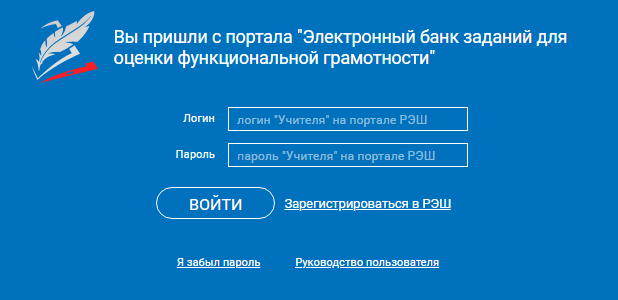 Вы пришли с портала "Электронный банк заданий для
оценки функциональной грамотности"
Логин
логин "Учителя" на портале РЭШ
Пароль
пароль "Учителя" на портале РЭШ
ВОЙТИ
Зарегистрироваться в РЭШ
Я забыл пароль
Руководство пользователя